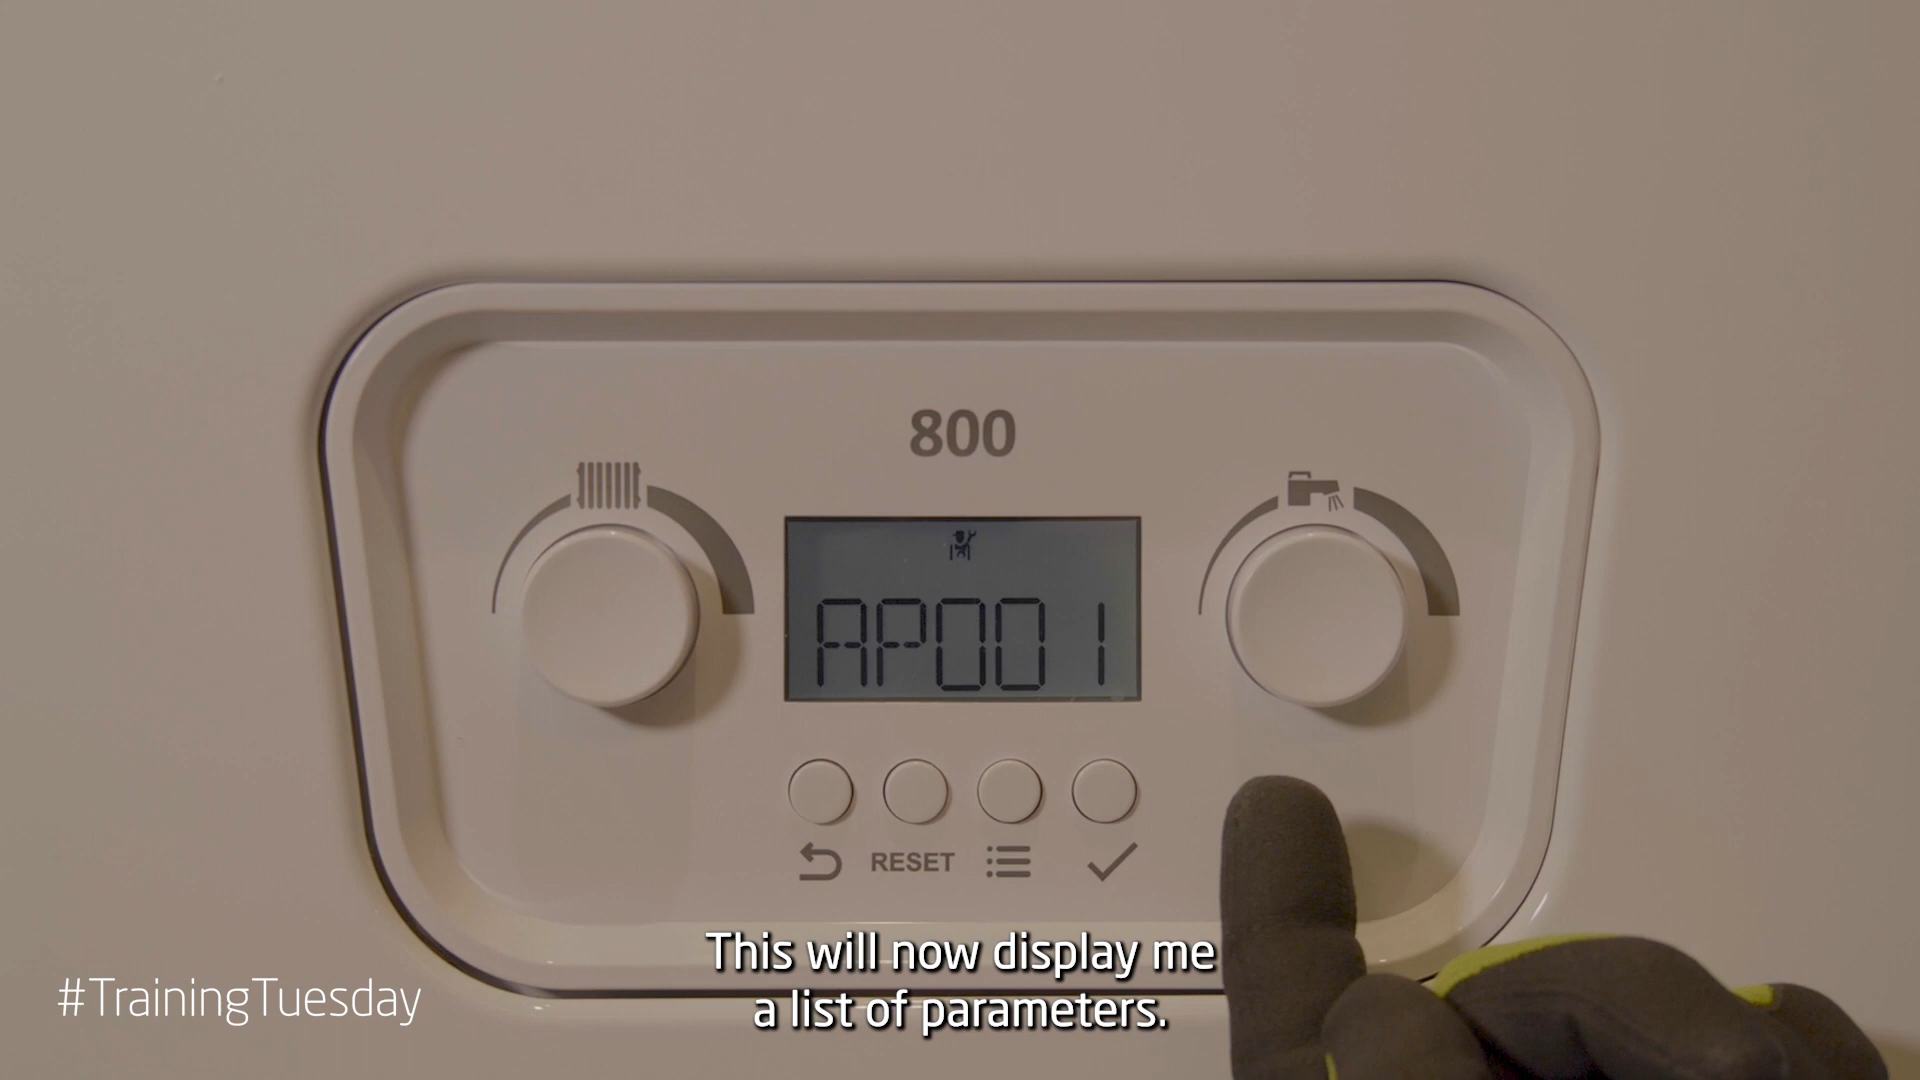 800
AP001
RESET
This will now display me
a list of parameters.
#TrainingTuesday